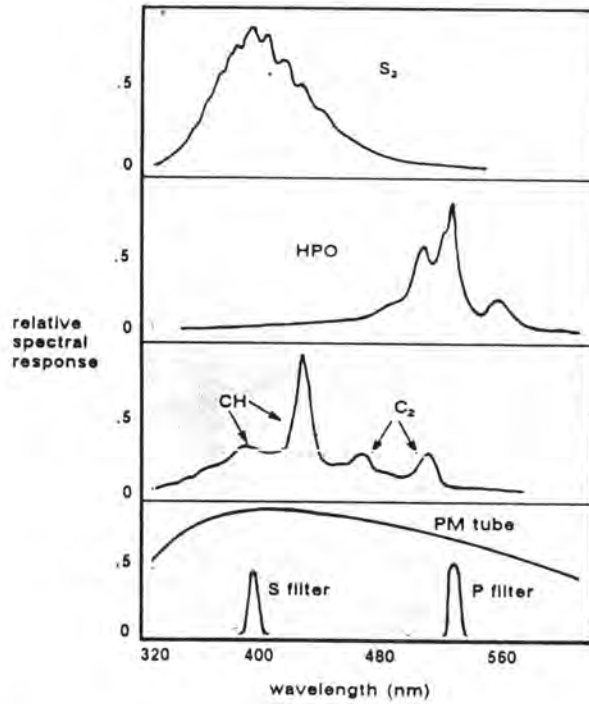 S₂
.5
0
HPO
.5
0
relative
spectral
response
CH
C₂
.5
0
PM tube
.5
S filter
P filter
0
320 400 480 560
wavelength (nm)